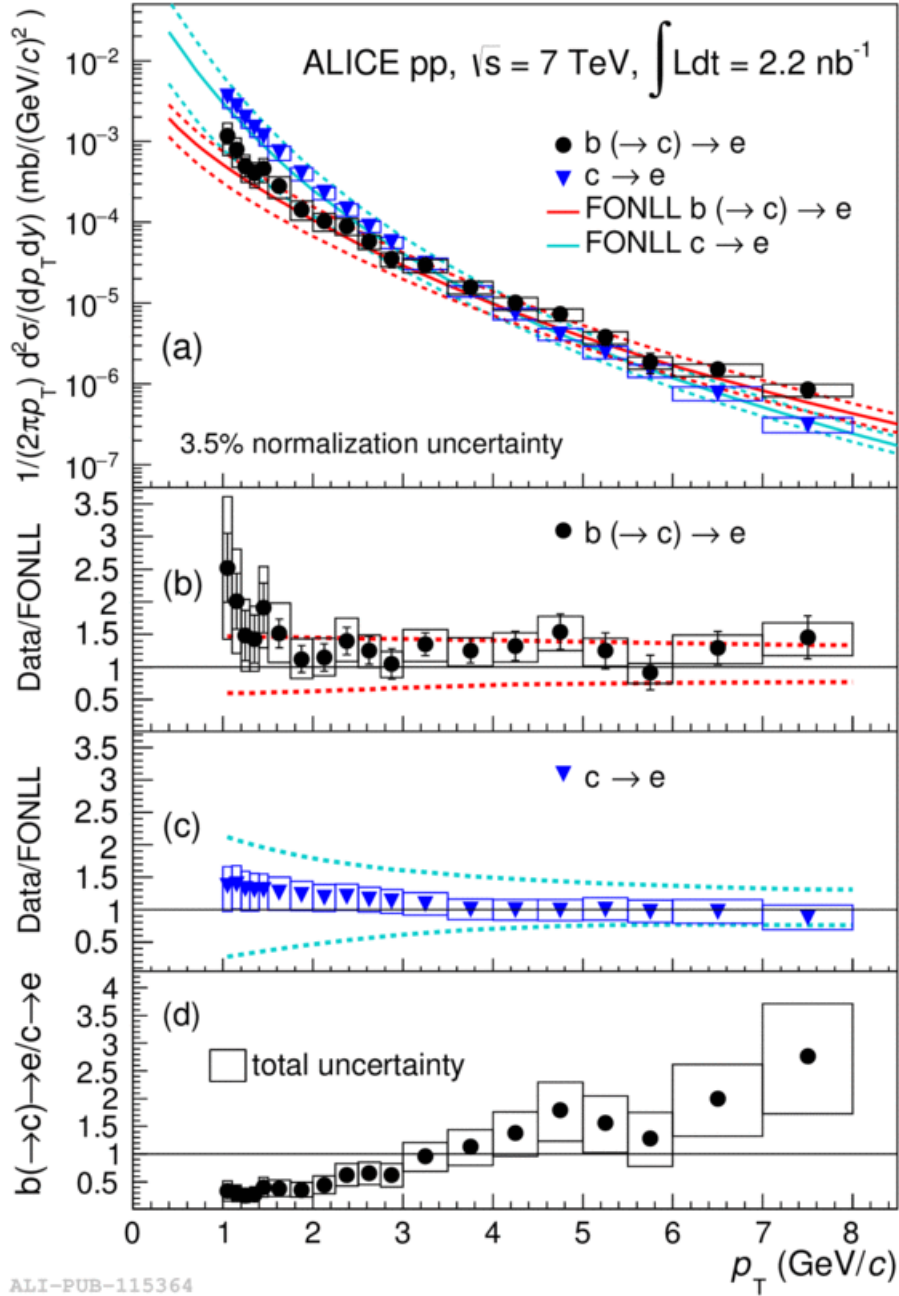 ALICE pp, √s = 7 TeV, ∫Ldt = 2.2 nb⁻¹
b (→ c) → e
c → e
FONLL b (→ c) → e
FONLL c → e
1/(2πp_T) d²σ/(dp_T dy) (mb/(GeV/c)²)
10⁻²
10⁻³
10⁻⁴
10⁻⁵
10⁻⁶
10⁻⁷
(a)
3.5% normalization uncertainty
Data/FONLL
3.5
3
2.5
2
1.5
1
0.5
(b)
b (→ c) → e
Data/FONLL
3.5
3
2.5
2
1.5
1
0.5
(c)
c → e
b(→c)→e/c→e
4
3.5
3
2.5
2
1.5
1
0.5
(d)
total uncertainty
0 1 2 3 4 5 6 7 8
p_T (GeV/c)
ALI-PUB-115364